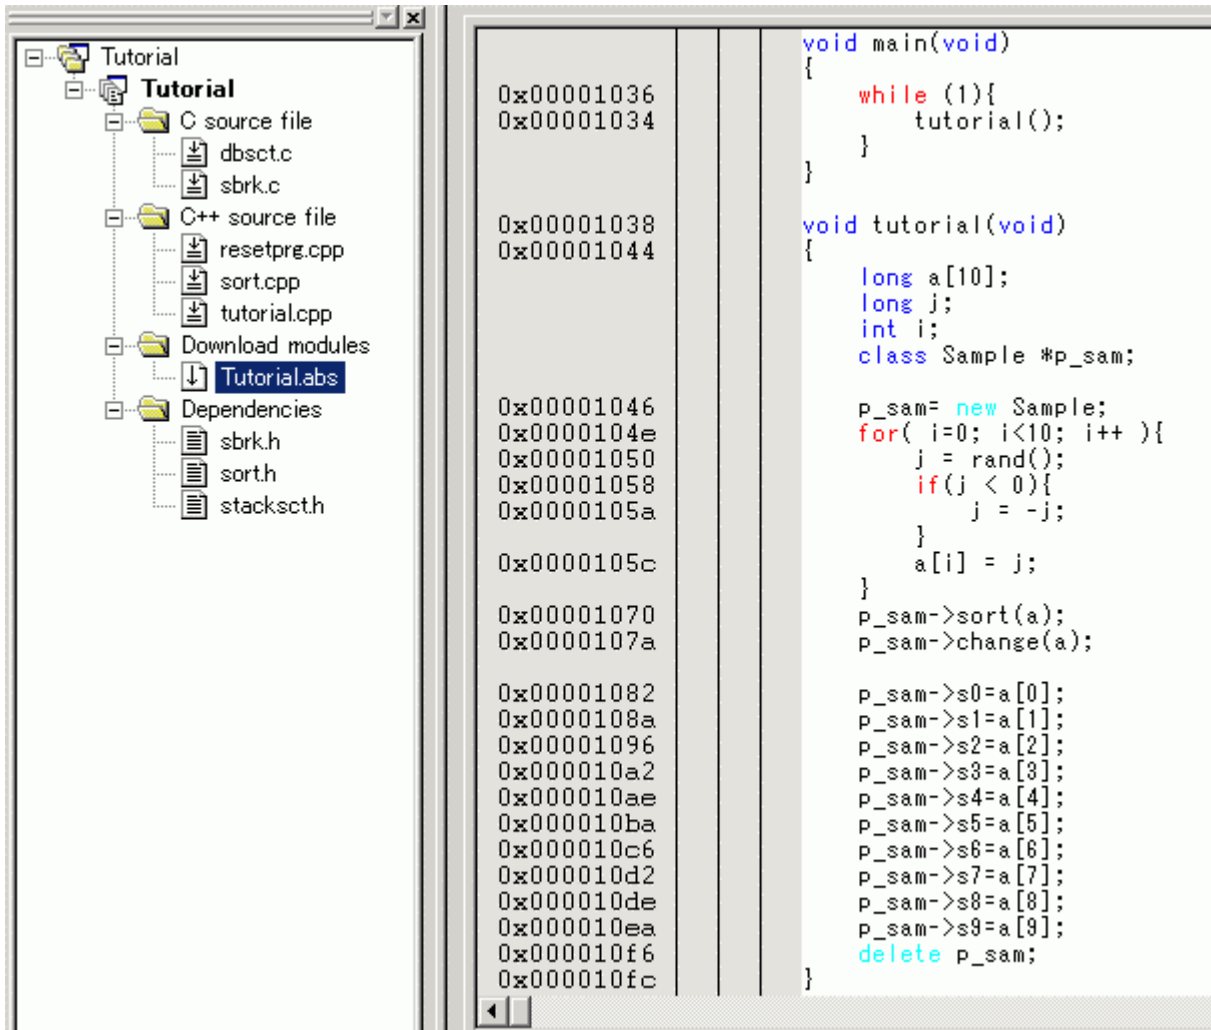 Tutorial
Tutorial
C source file
dbsct.c
sbrk.c
C++ source file
resetprg.cpp
sort.cpp
tutorial.cpp
Download modules
Tutorial.abs
Dependencies
sbrk.h
sort.h
stacksct.h
void main(void)
{
0x00001036 while (1){
0x00001034 tutorial();
}
}
0x00001038 void tutorial(void)
0x00001044 {
long a[10];
long j;
int i;
class Sample *p_sam;
0x00001046 p_sam= new Sample;
0x0000104e for( i=0; i<10; i++ ){
0x00001050 j = rand();
0x00001058 if(j < 0){
0x0000105a j = -j;
}
0x0000105c a[i] = j;
}
0x00001070 p_sam->sort(a);
0x0000107a p_sam->change(a);
0x00001082 p_sam->s0=a[0];
0x0000108a p_sam->s1=a[1];
0x00001096 p_sam->s2=a[2];
0x000010a2 p_sam->s3=a[3];
0x000010ae p_sam->s4=a[4];
0x000010ba p_sam->s5=a[5];
0x000010c6 p_sam->s6=a[6];
0x000010d2 p_sam->s7=a[7];
0x000010de p_sam->s8=a[8];
0x000010ea p_sam->s9=a[9];
0x000010f6 delete p_sam;
0x000010fc }